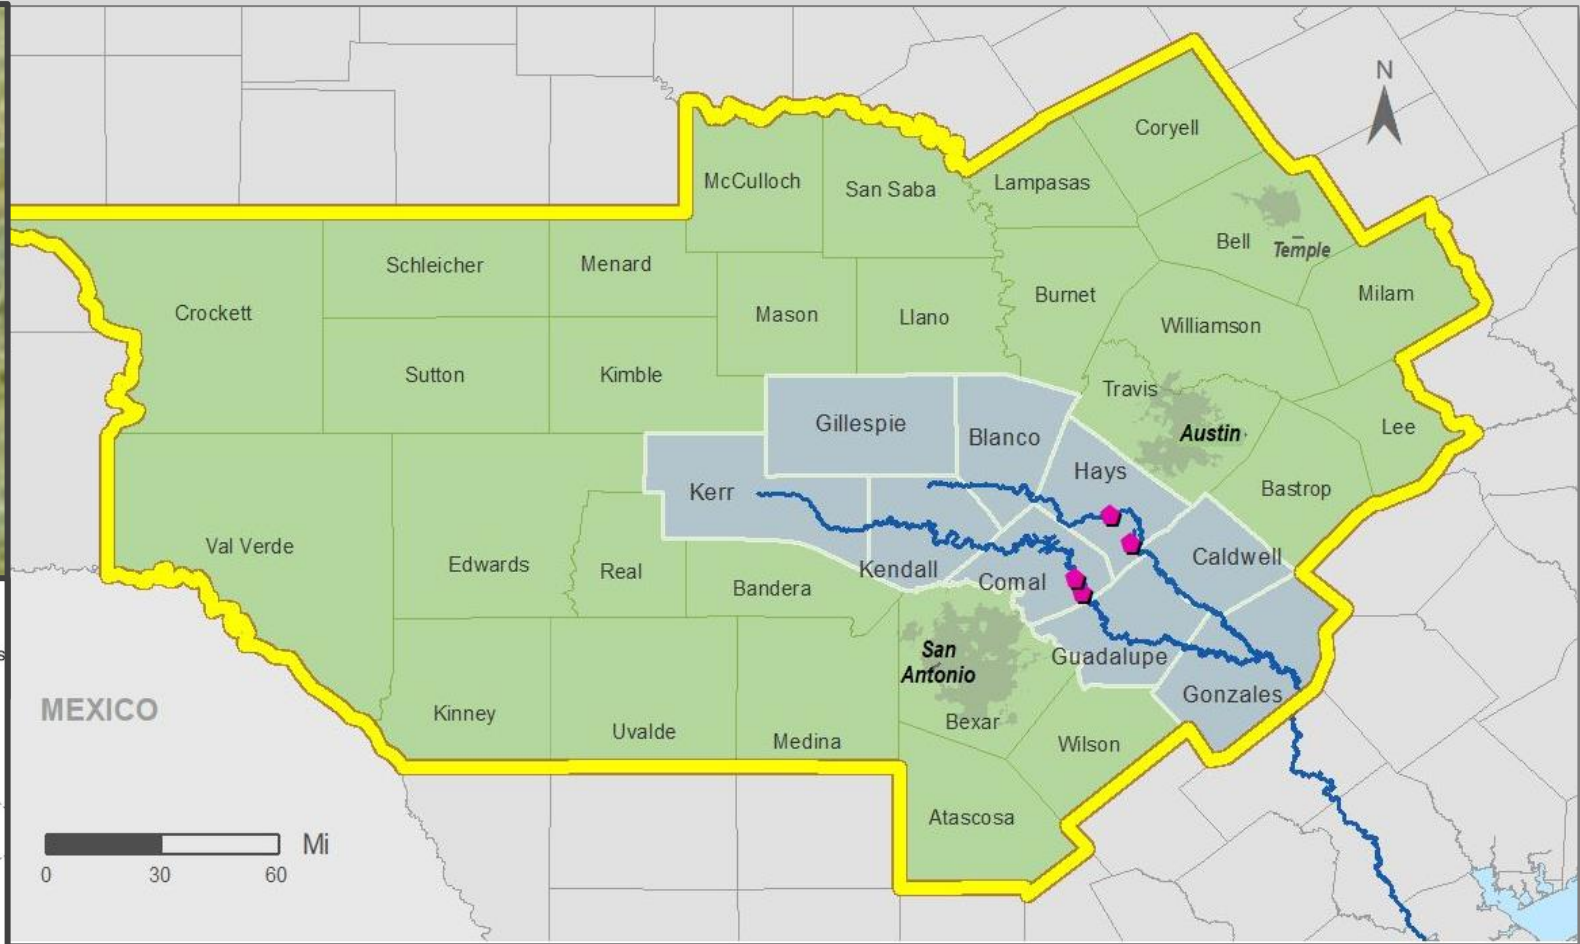 N
Coryell
McCulloch
San Saba
Lampasas
Bell
Temple
Schleicher
Menard
Crockett
Mason
Llano
Burnet
Milam
Williamson
Sutton
Kimble
Travis
Gillespie
Blanco
Austin
Lee
Hays
Kerr
Bastrop
Val Verde
Edwards
Real
Bandera
Kendall
Comal
Caldwell
San
Antonio
Guadalupe
Gonzales
MEXICO
Kinney
Uvalde
Medina
Bexar
Wilson
Atascosa
Mi
0 30 60